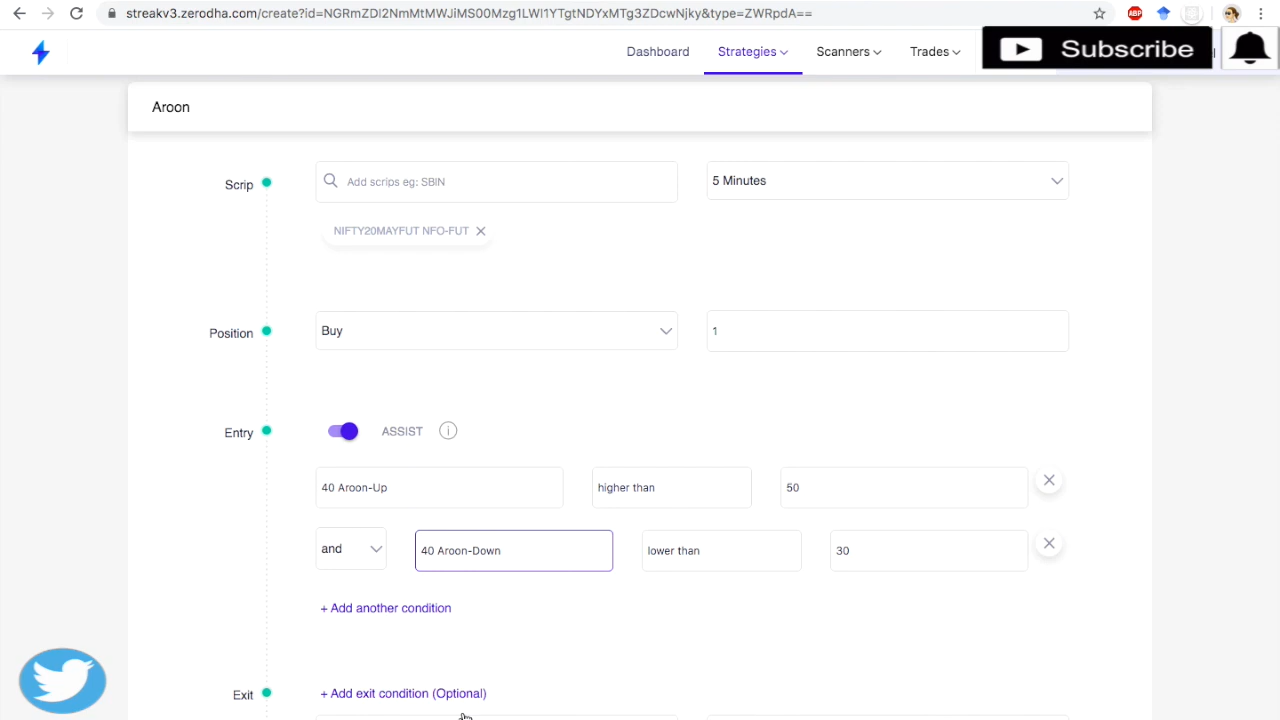 streakv3.zerodha.com/create?id=NGRmZDI2NmMtMWJiMS00Mzg1LWI1YTgtNDYxMTg3ZDcwNjky&type=ZWRpdA==
ABP
Dashboard Strategies Scanners Trades Subscribe
Aroon
Scrip Add scrips eg: SBIN 5 Minutes
NIFTY20MAYFUT NFO-FUT
Position Buy 1
Entry ASSIST i
40 Aroon-Up higher than 50
and 40 Aroon-Down lower than 30
+ Add another condition
Exit + Add exit condition (Optional)